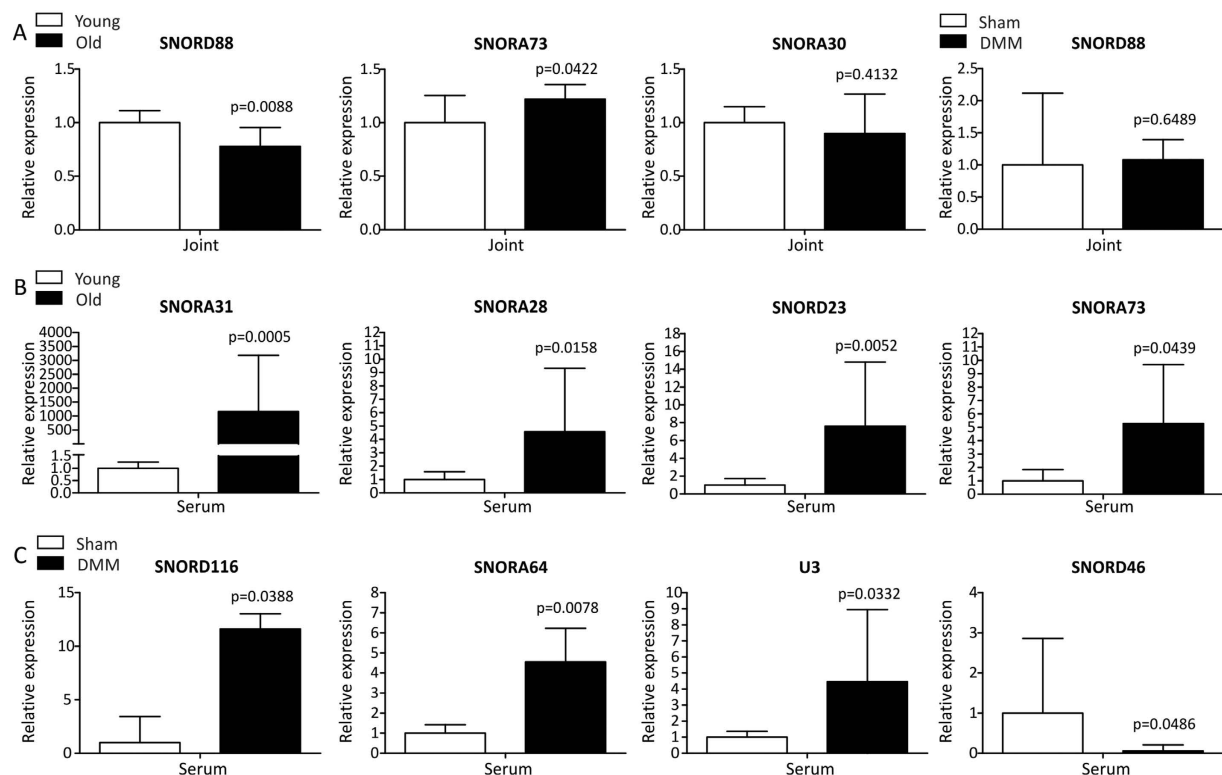 A
Young
Old
SNORD88
Relative expression
1.5
1.0
0.5
0.0
p=0.0088
Joint
SNORA73
Relative expression
1.5
1.0
0.5
0.0
p=0.0422
Joint
SNORA30
Relative expression
1.5
1.0
0.5
0.0
p=0.4132
Joint
Sham
DMM
SNORD88
Relative expression
2.5
2.0
1.5
1.0
0.5
0.0
p=0.6489
Joint
B
Young
Old
SNORA31
Relative expression
4000
3500
3000
2500
2000
1500
1000
500
1.5
1.0
0.5
0.0
p=0.0005
Serum
SNORA28
Relative expression
12
11
10
9
8
7
6
5
4
3
2
1
0
p=0.0158
Serum
SNORD23
Relative expression
18
16
14
12
10
8
6
4
2
0
p=0.0052
Serum
SNORA73
Relative expression
12
11
10
9
8
7
6
5
4
3
2
1
0
p=0.0439
Serum
C
Sham
DMM
SNORD116
Relative expression
15
10
5
0
p=0.0388
Serum
SNORA64
Relative expression
8
7
6
5
4
3
2
1
0
p=0.0078
Serum
U3
Relative expression
10
9
8
7
6
5
4
3
2
1
0
p=0.0332
Serum
SNORD46
Relative expression
4
3
2
1
0
p=0.0486
Serum